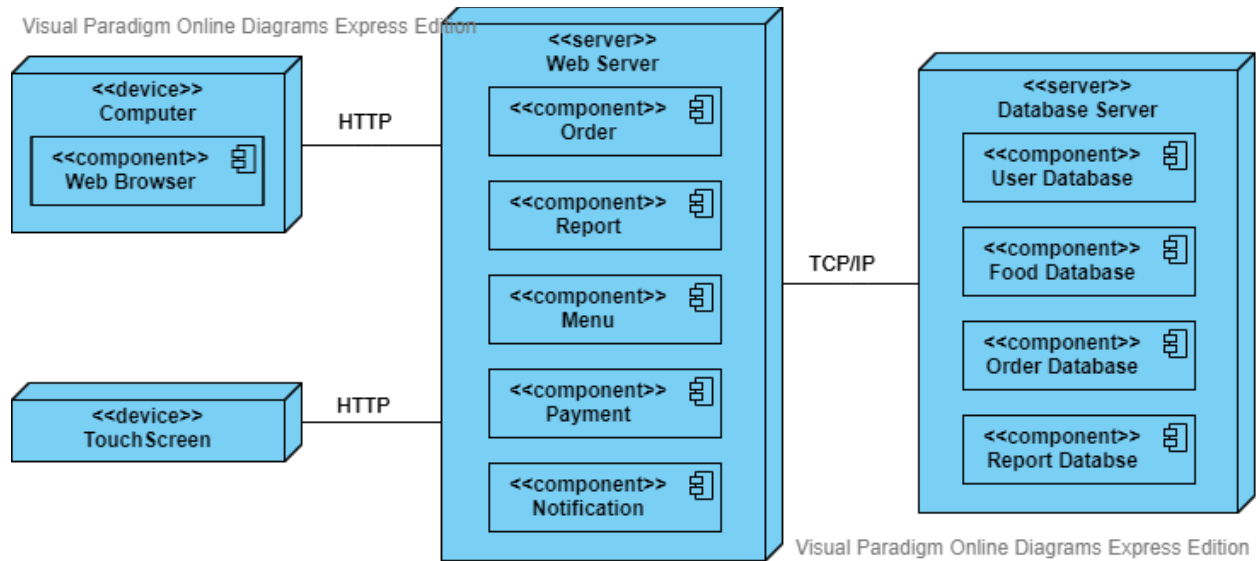 Visual Paradigm Online Diagrams Express Edition
<<device>>
Computer
<<component>>
Web Browser
HTTP
<<device>>
TouchScreen
HTTP
<<server>>
Web Server
<<component>>
Order
<<component>>
Report
<<component>>
Menu
<<component>>
Payment
<<component>>
Notification
TCP/IP
<<server>>
Database Server
<<component>>
User Database
<<component>>
Food Database
<<component>>
Order Database
<<component>>
Report Databse
Visual Paradigm Online Diagrams Express Edition